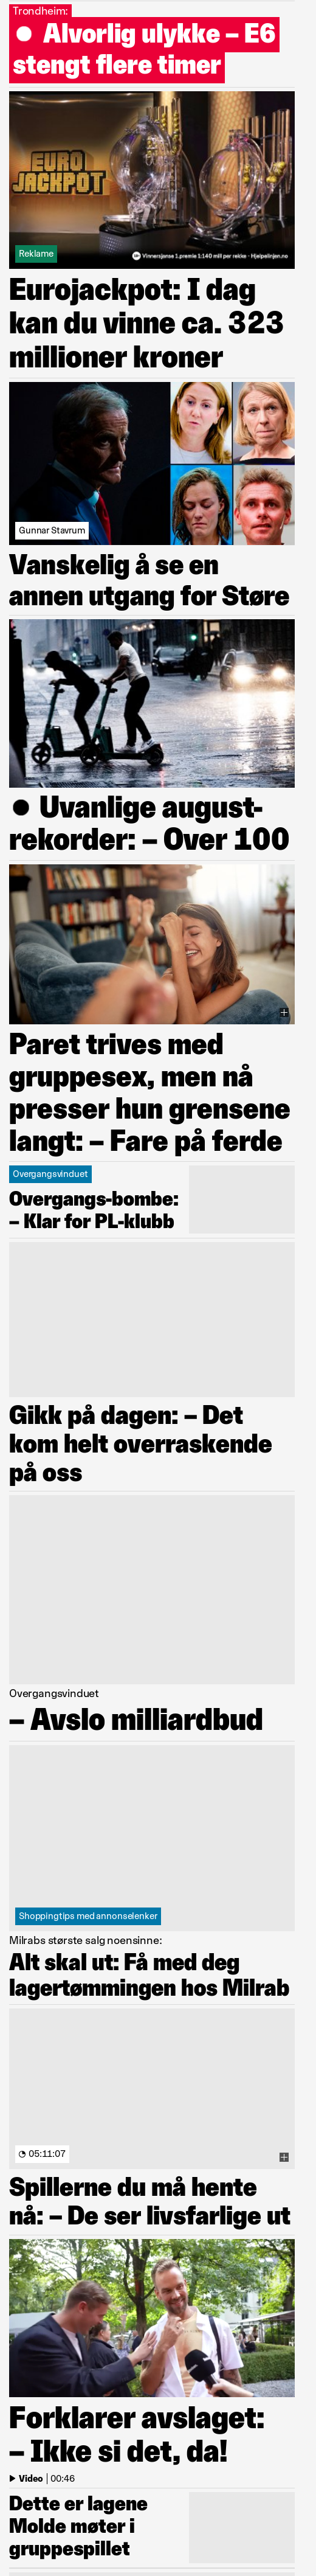 Trondheim:
● Alvorlig ulykke – E6
stengt flere timer
EURO
JACKPOT
Reklame
Vinnersjanse 1.premie 1:140 mill per rekke - Hjelpelinjen.no
Eurojackpot: I dag
kan du vinne ca. 323
millioner kroner
Gunnar Stavrum
Vanskelig å se en
annen utgang for Støre
● Uvanlige august-
rekorder: – Over 100
Paret trives med
gruppesex, men nå
presser hun grensene
langt: – Fare på ferde
Overgangsvinduet
Overgangs-bombe:
– Klar for PL-klubb
Gikk på dagen: – Det
kom helt overraskende
på oss
Overgangsvinduet
– Avslo milliardbud
Shoppingtips med annonselenker
Milrabs største salg noensinne:
Alt skal ut: Få med deg
lagertømmingen hos Milrab
05:11:07
Spillerne du må hente
nå: – De ser livsfarlige ut
Forklarer avslaget:
– Ikke si det, da!
Video | 00:46
Dette er lagene
Molde møter i
gruppespillet